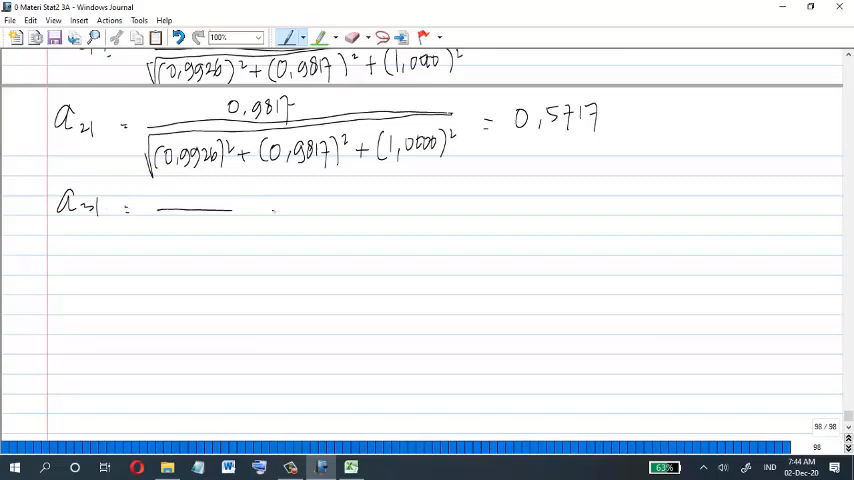 0 Materi Stat2 3A - Windows Journal
File Edit View Insert Actions Tools Help
100%
√(0,9926)² + (0,9817)² + (1,0000)²
a₂₁ = 0,9817 / √(0,9926)² + (0,9817)² + (1,0000)² = 0,5717
a₃₁ =
98 / 98
98
63% IND 7:44 AM
02-Dec-20